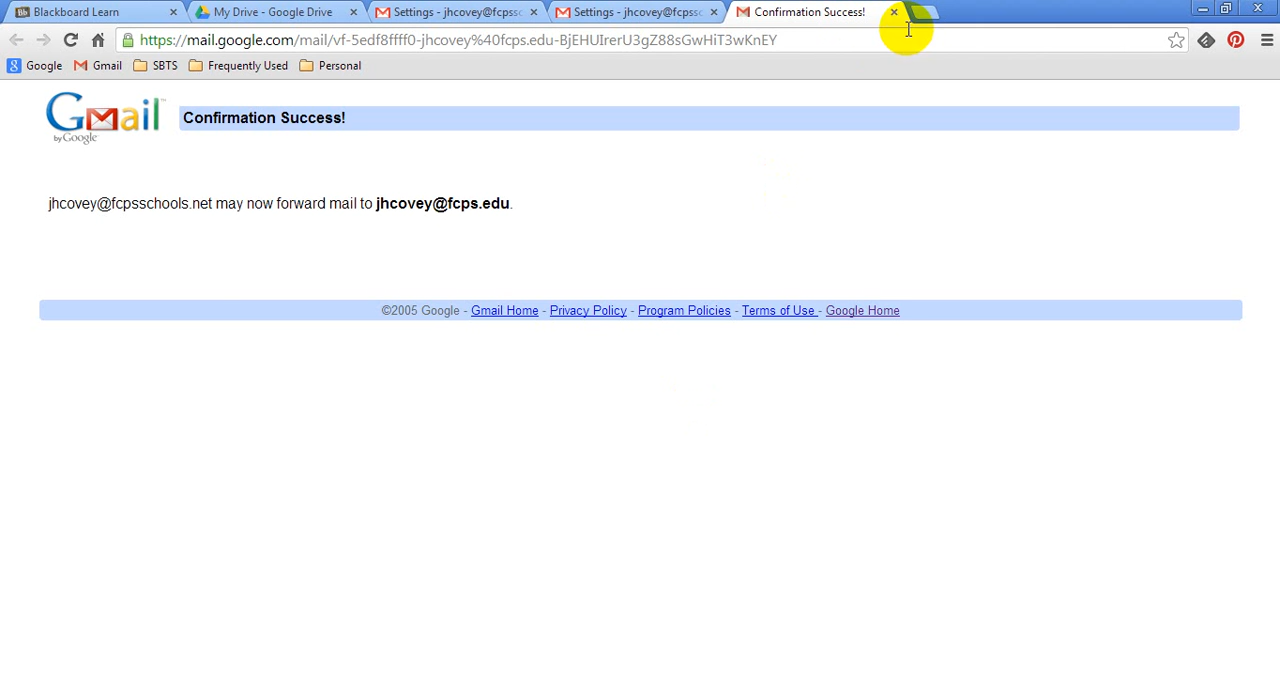 Blackboard Learn
My Drive - Google Drive
Settings - jhcovey@fcpssc
Settings - jhcovey@fcpssc
Confirmation Success!
https://mail.google.com/mail/vf-5edf8ffff0-jhcovey%40fcps.edu-BjEHUIrerU3gZ88sGwHiT3wKnEY
Google
Gmail
SBTS
Frequently Used
Personal
Gmail
by Google
Confirmation Success!
jhcovey@fcpsschools.net may now forward mail to jhcovey@fcps.edu.
©2005 Google - Gmail Home - Privacy Policy - Program Policies - Terms of Use - Google Home